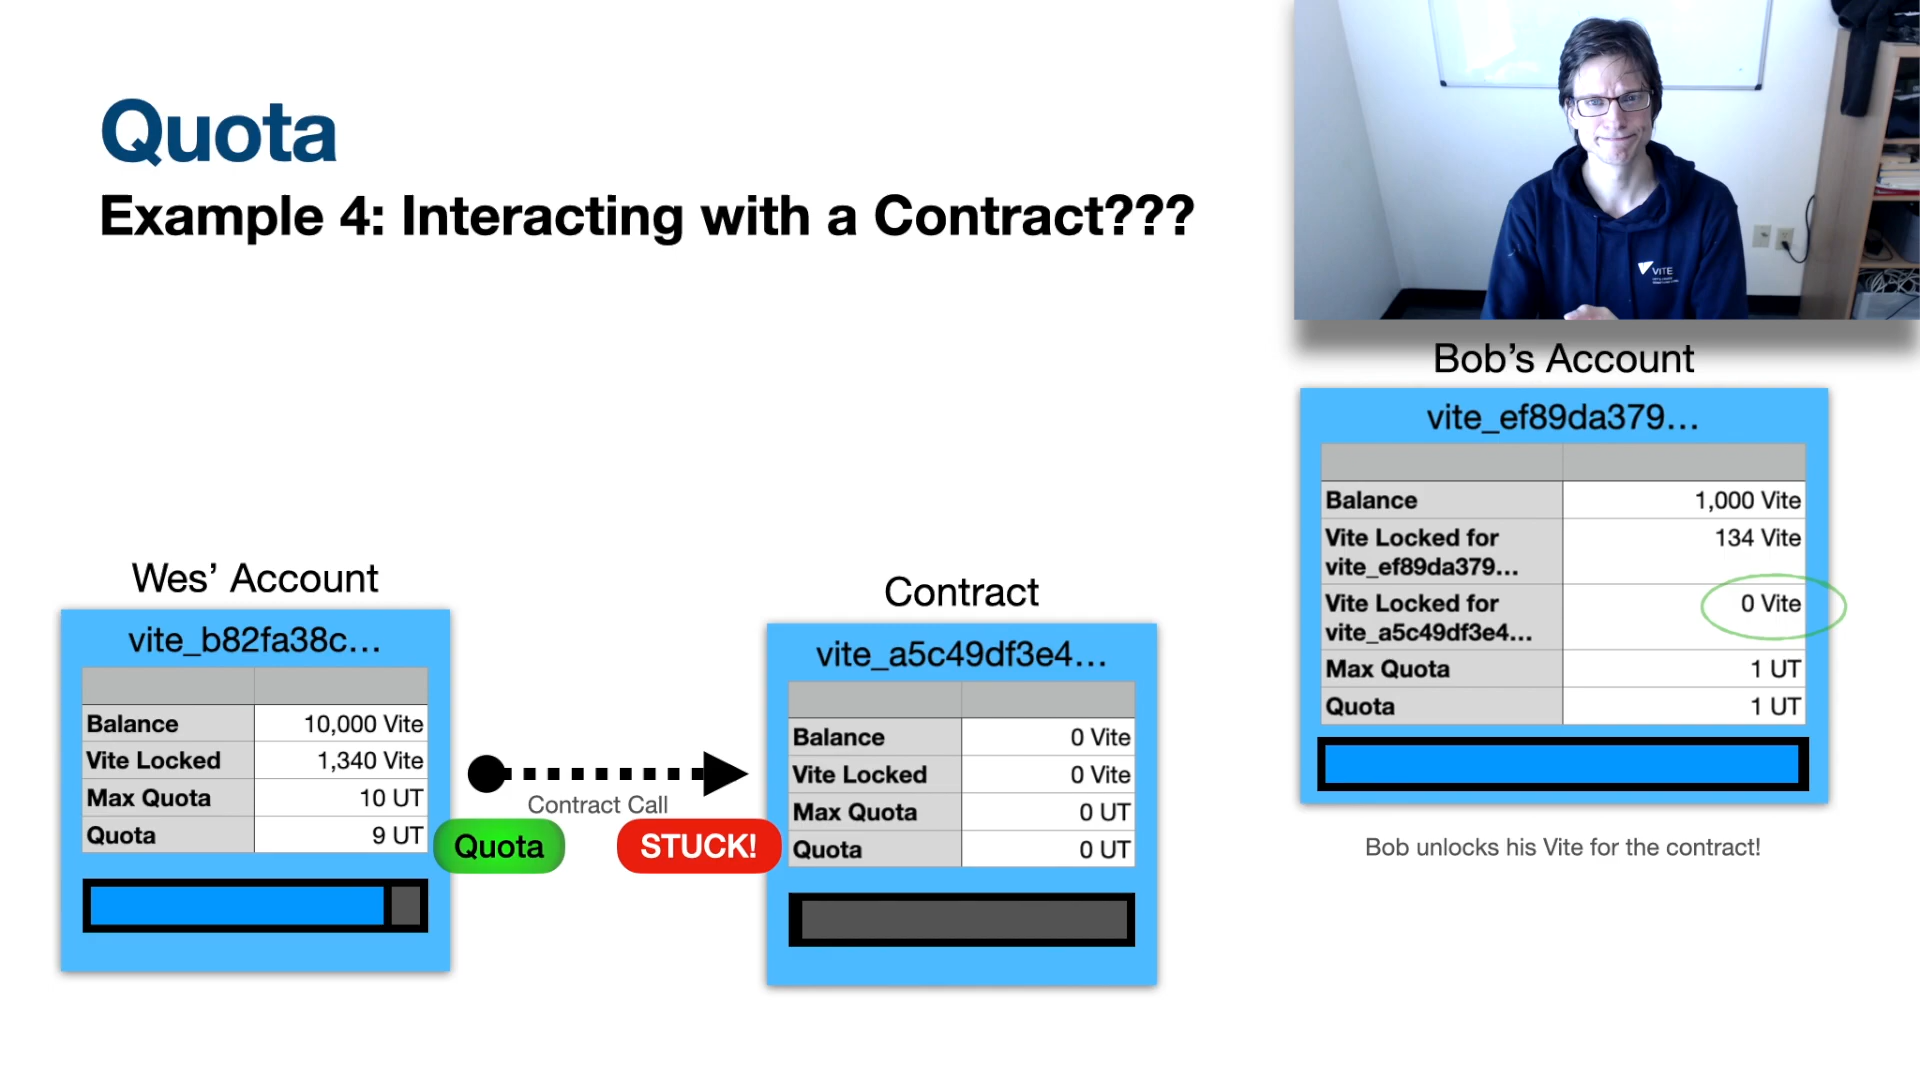 Quota
Example 4: Interacting with a Contract???
VITE
Bob’s Account
vite_ef89da379...
Balance 1,000 Vite
Vite Locked for 134 Vite
vite_ef89da379...
Vite Locked for 0 Vite
vite_a5c49df3e4...
Max Quota 1 UT
Quota 1 UT
Bob unlocks his Vite for the contract!
Wes’ Account
vite_b82fa38c...
Balance 10,000 Vite
Vite Locked 1,340 Vite
Max Quota 10 UT
Quota 9 UT
Contract Call
Quota
STUCK!
Contract
vite_a5c49df3e4...
Balance 0 Vite
Vite Locked 0 Vite
Max Quota 0 UT
Quota 0 UT